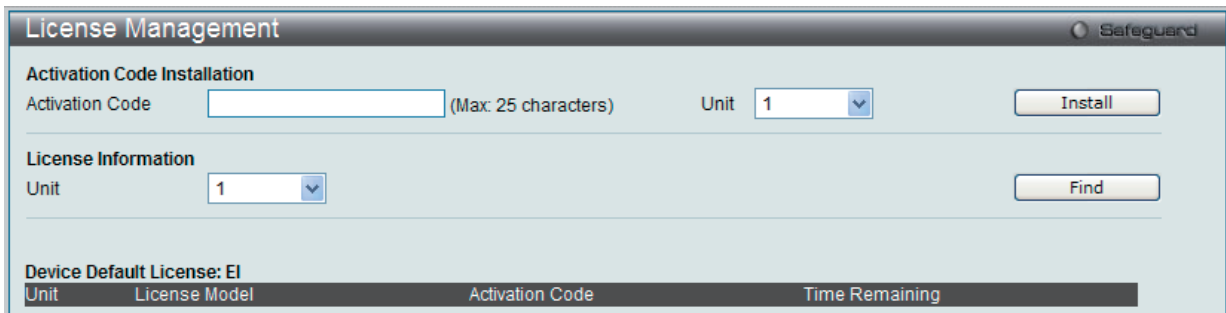 License Management Safeguard
Activation Code Installation
Activation Code (Max: 25 characters) Unit 1 Install
License Information
Unit 1 Find
Device Default License: EI
Unit License Model Activation Code Time Remaining